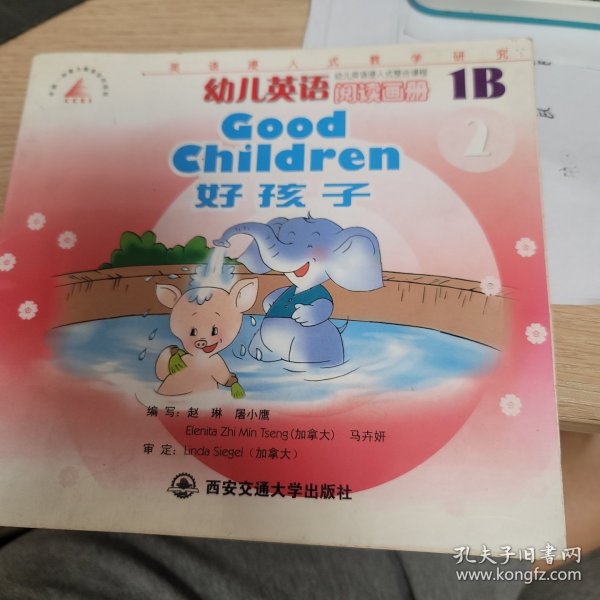 英语浸入式教学研究
幼儿英语浸入式整合课程
幼儿英语 阅读画册 1B
Good
Children
2
好孩子
编写：赵 琳 屠小鹰
Elenita Zhi Min Tseng(加拿大) 马卉妍
审定：Linda Siegel（加拿大）
西安交通大学出版社
孔夫子旧书网
www.kongfz.com